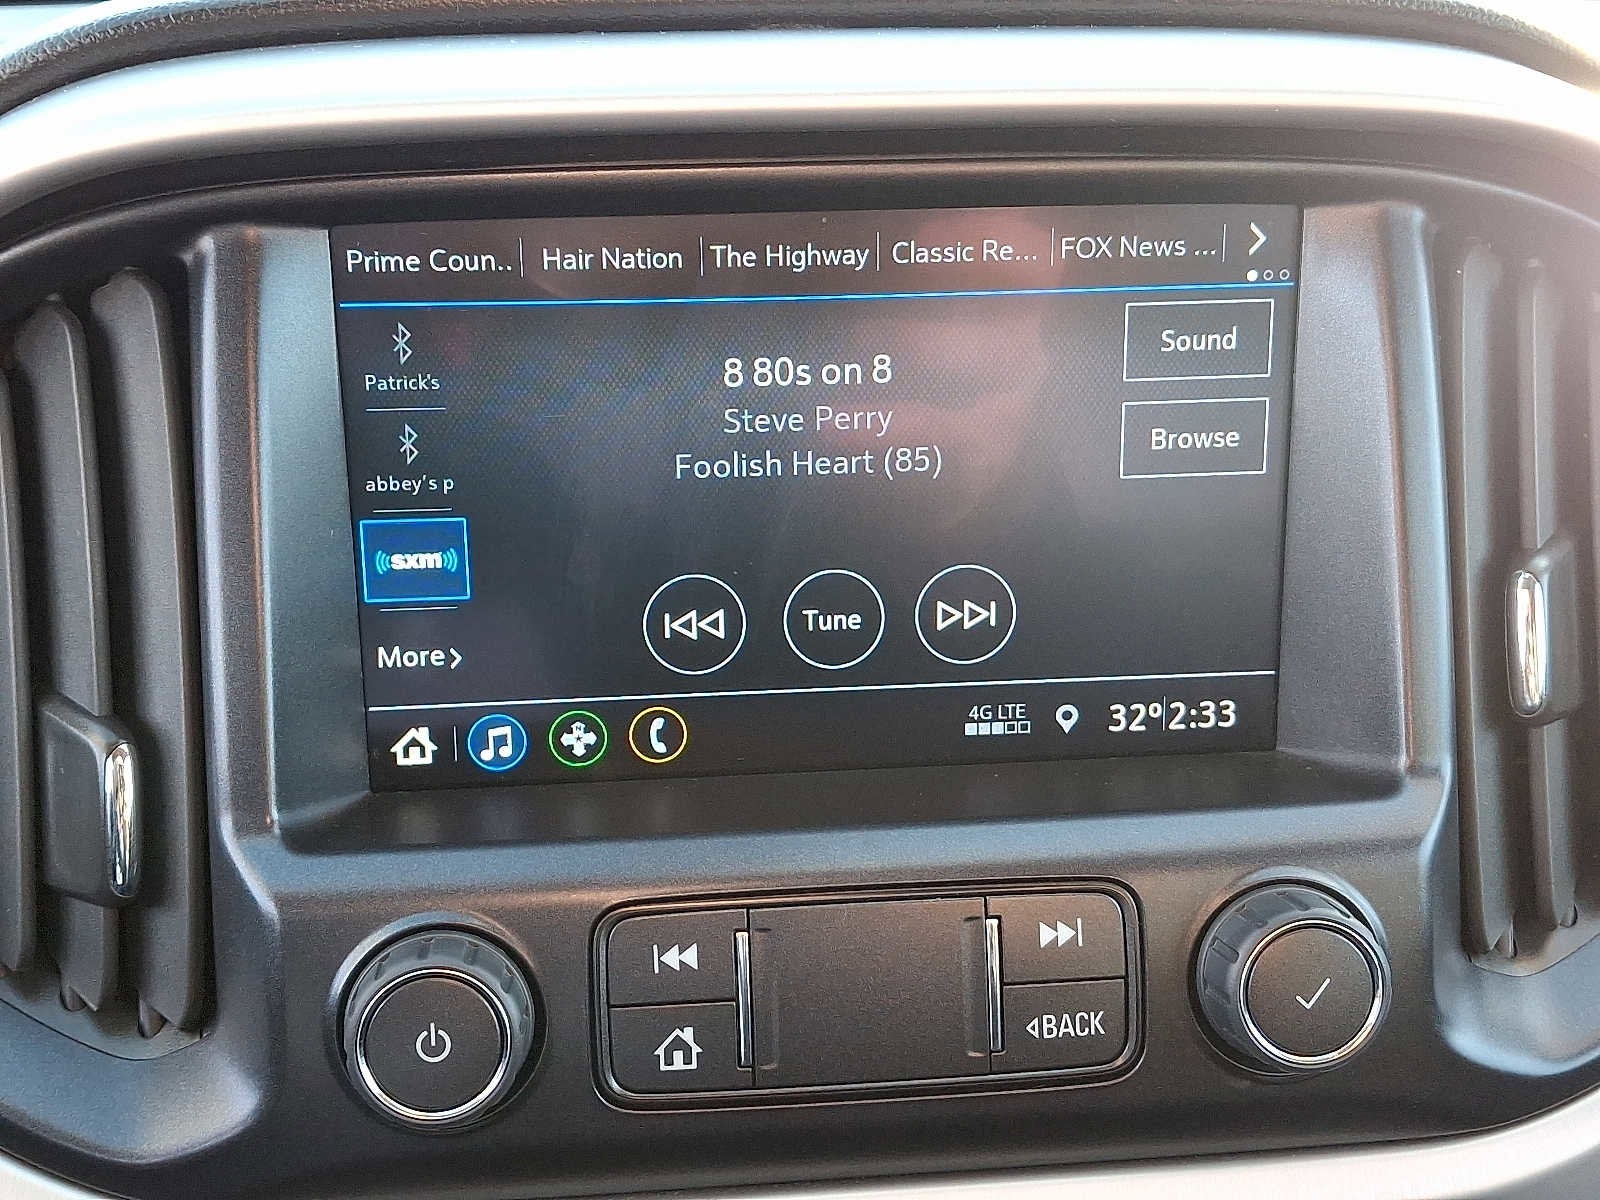 Prime Coun..
Hair Nation
The Highway
Classic Re...
FOX News ...
Patrick's
abbey's p
sxm
More
8 80s on 8
Steve Perry
Foolish Heart (85)
Sound
Browse
Tune
4G LTE
32° 2:33
BACK